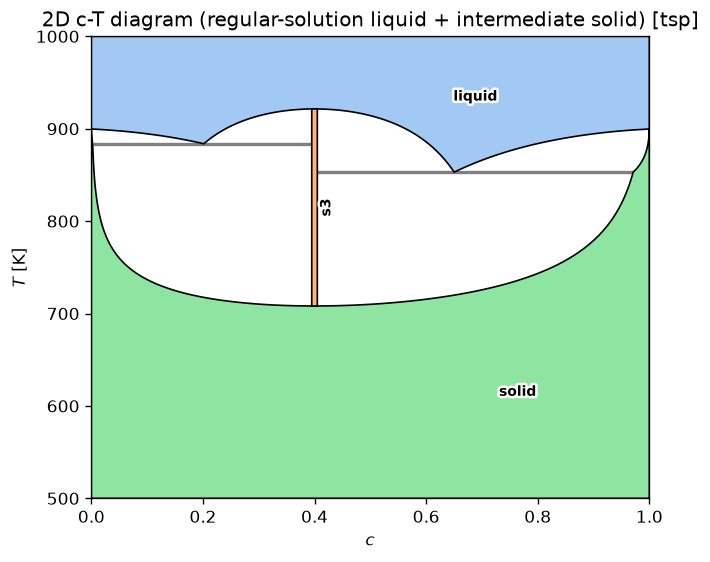 2D c-T diagram (regular-solution liquid + intermediate solid) [tsp]
1000
900
800
700
600
500
T [K]
liquid
s3
solid
0.0 0.2 0.4 0.6 0.8 1.0
c